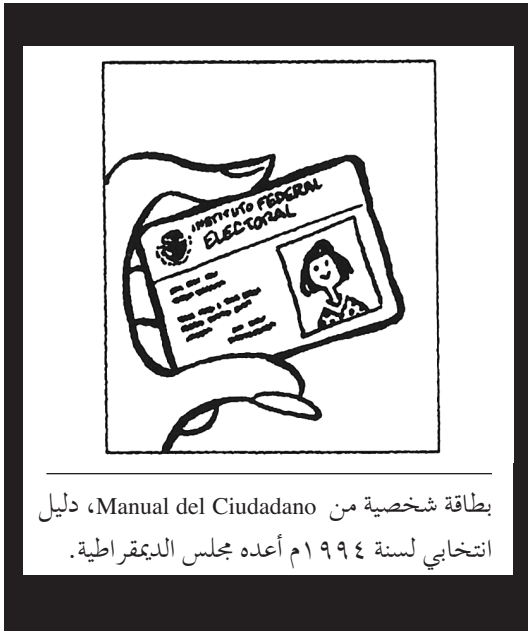 INSTITUTO FEDERAL
ELECTORAL
بطاقة شخصية من Manual del Ciudadano، دليل
انتخابي لسنة ١٩٩٤م أعده مجلس الديمقراطية.